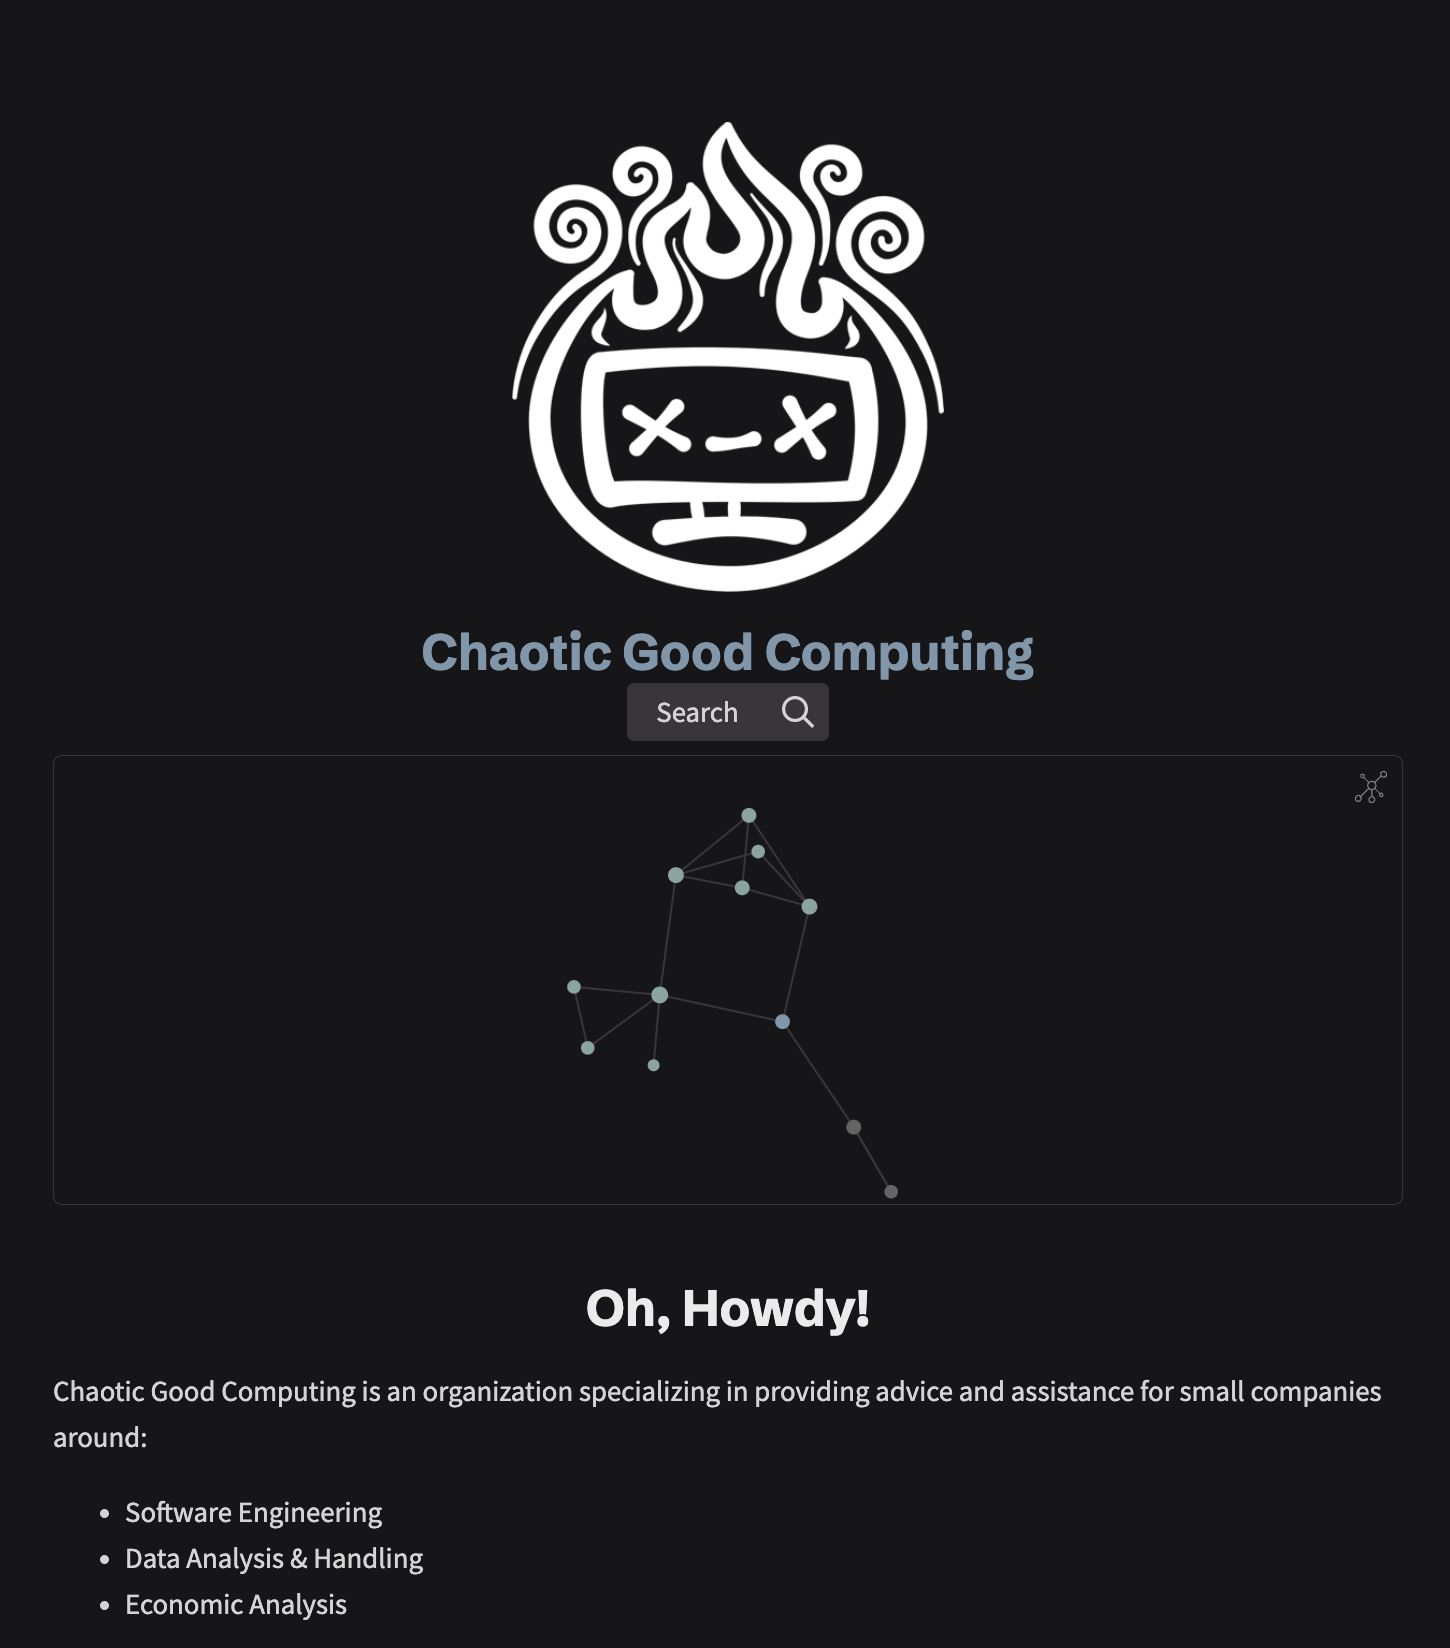 Chaotic Good Computing
Search
Oh, Howdy!
Chaotic Good Computing is an organization specializing in providing advice and assistance for small companies
around:
• Software Engineering
• Data Analysis & Handling
• Economic Analysis